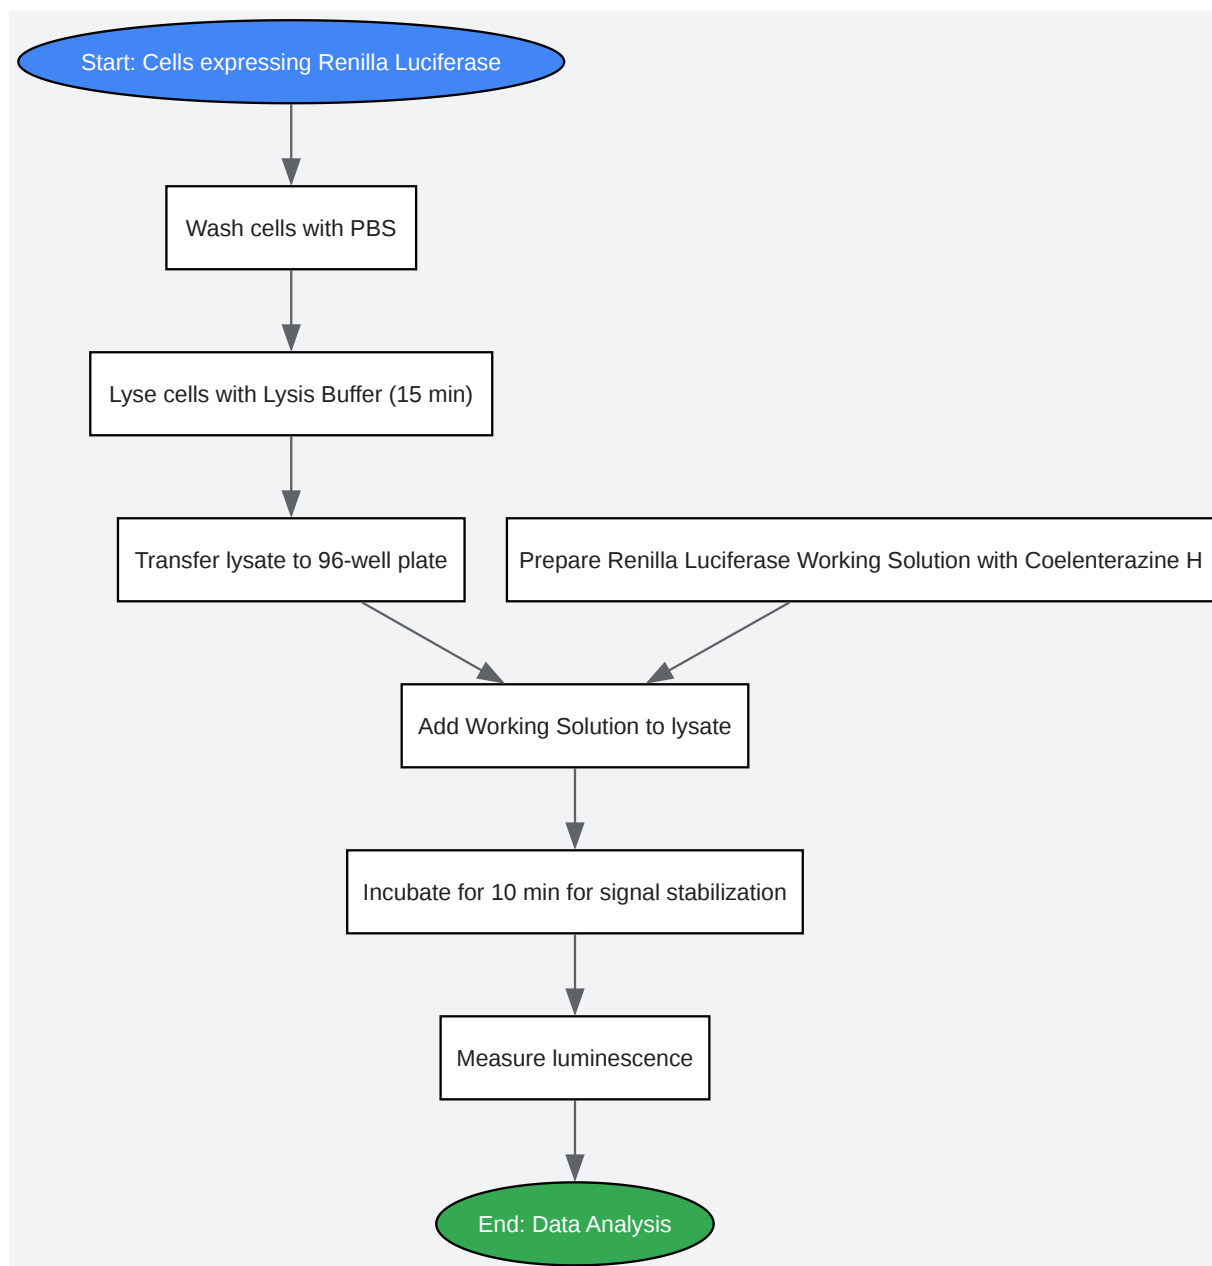 Start: Cells expressing Renilla Luciferase
Wash cells with PBS
Lyse cells with Lysis Buffer (15 min)
Transfer lysate to 96-well plate
Prepare Renilla Luciferase Working Solution with Coelenterazine H
Add Working Solution to lysate
Incubate for 10 min for signal stabilization
Measure luminescence
End: Data Analysis